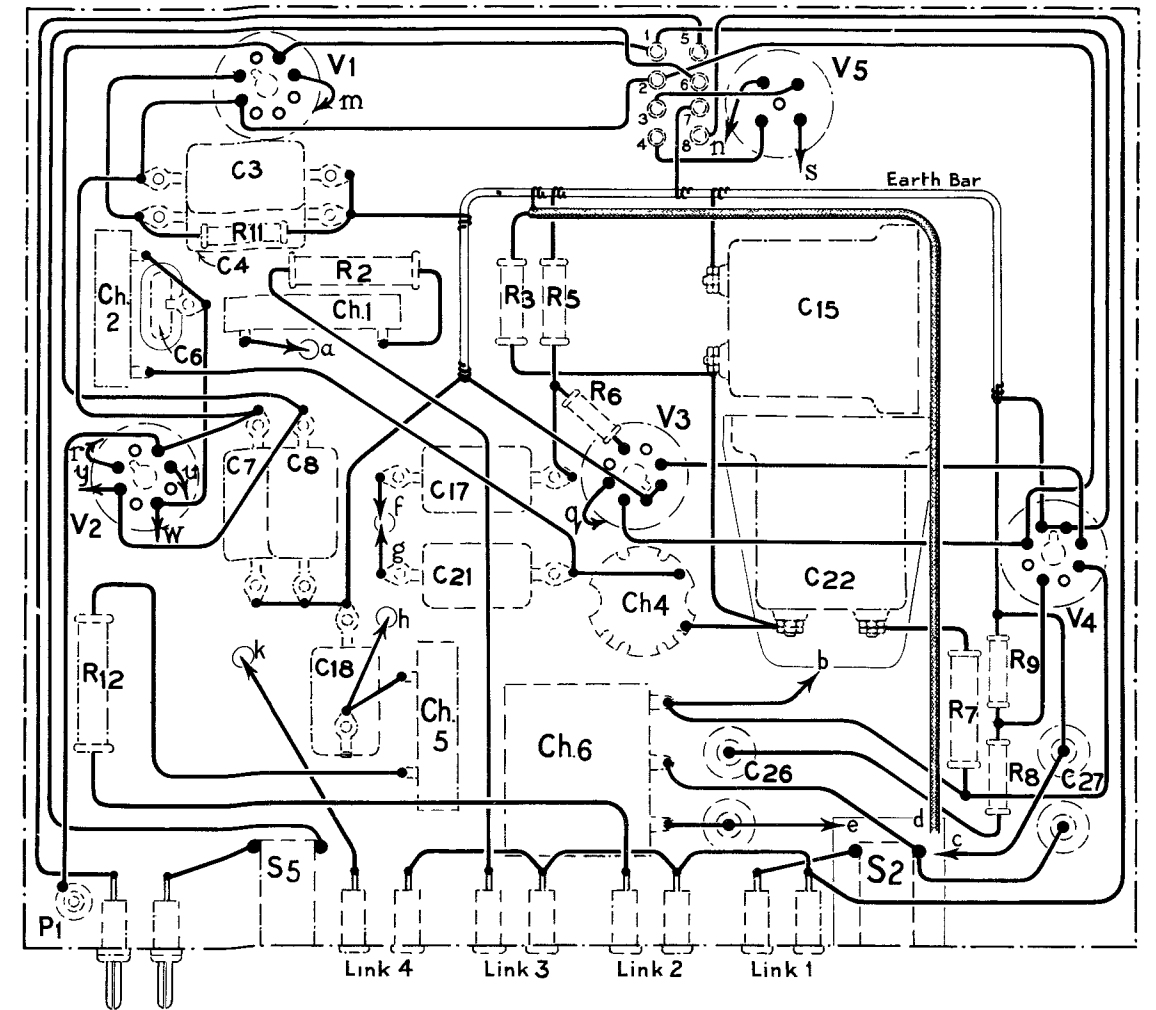 1
5
V1
m
2
6
V5
3
7
4
8
n
s
C3
Earth Bar
R11
C4
R2
Ch.
2
Ch.1
R3
R5
C15
C6
a
R6
V3
r
y
u
C7
C8
C17
f
q
V2
W
g
C21
Ch4
C22
V4
h
k
C18
b
R9
R12
R7
Ch.
5
Ch.6
C26
R8
C27
e
d
c
S5
S2
P1
Link 4
Link 3
Link 2
Link 1